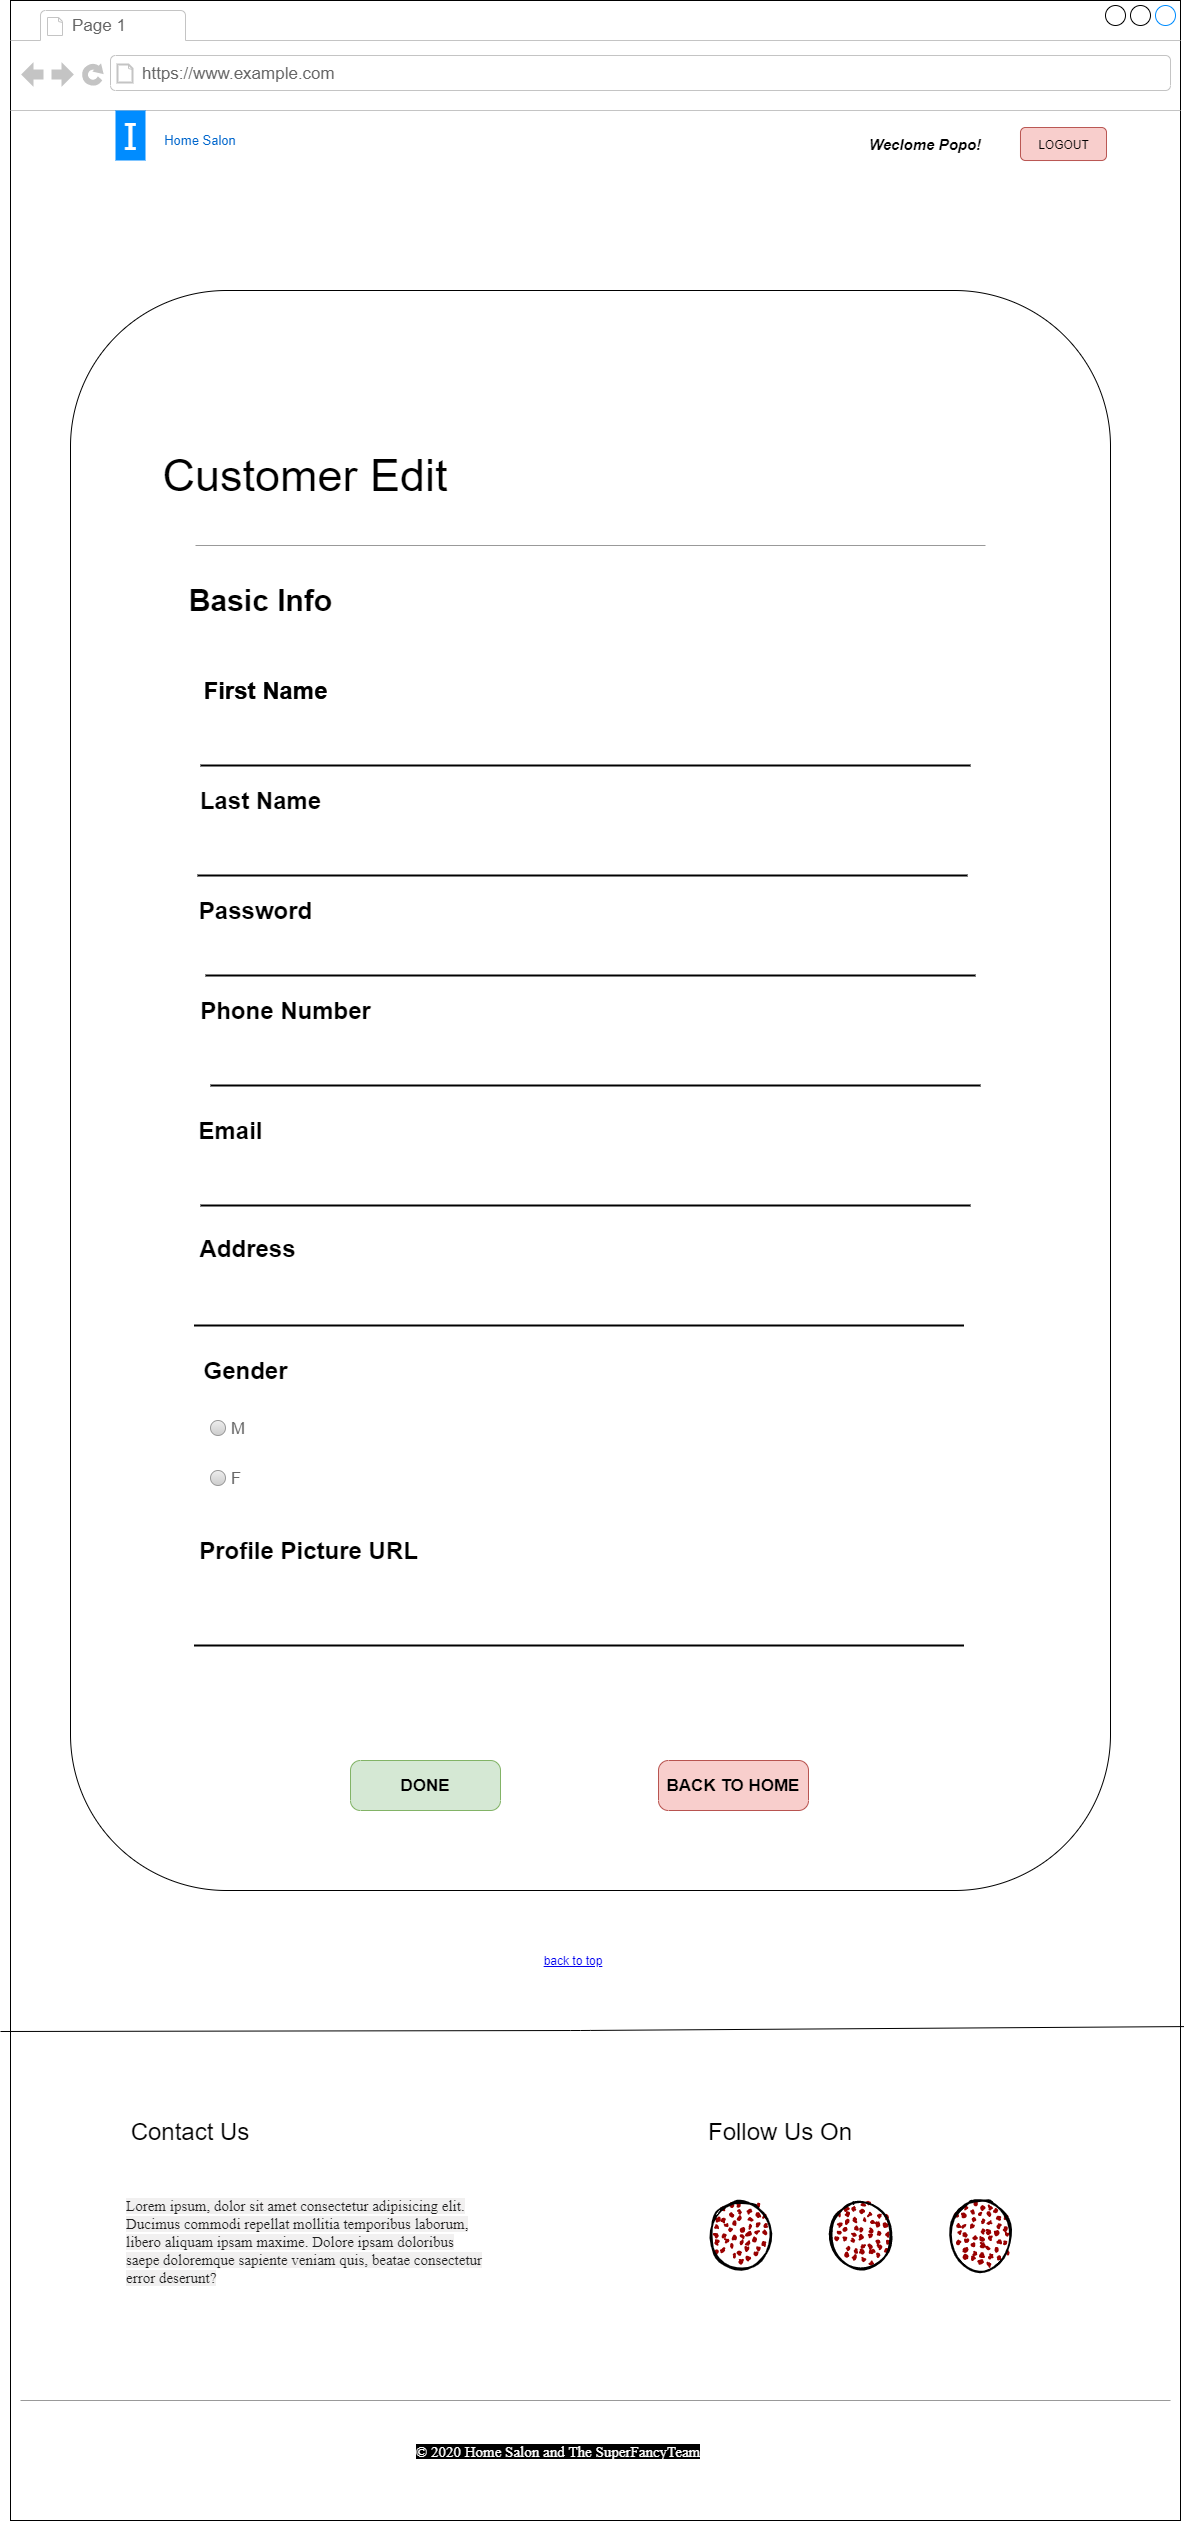 Page 1
https://www.example.com
I
Home Salon
Weclome Popo!
LOGOUT
Customer Edit
Basic Info
First Name
Last Name
Password
Phone Number
Email
Address
Gender
M
F
Profile Picture URL
DONE
BACK TO HOME
back to top
Contact Us
Follow Us On
Lorem ipsum, dolor sit amet consectetur adipisicing elit.
Ducimus commodi repellat mollitia temporibus laborum,
libero aliquam ipsam maxime. Dolore ipsam doloribus
saepe doloremque sapiente veniam quis, beatae consectetur
error deserunt?
© 2020 Home Salon and The SuperFancyTeam